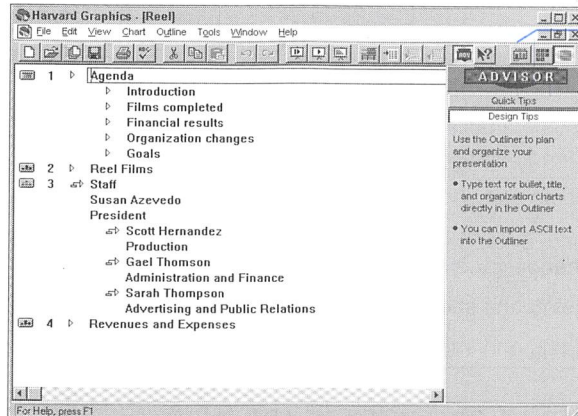 Harvard Graphics - [Reel]
File Edit View Chart Outline Tools Window Help
1 Agenda
Introduction
Films completed
Financial results
Organization changes
Goals
2 Reel Films
3 Staff
Susan Azevedo
President
Scott Hernandez
Production
Gael Thomson
Administration and Finance
Sarah Thompson
Advertising and Public Relations
4 Revenues and Expenses
ADVISOR
Quick Tips
Design Tips
Use the Outliner to plan
and organize your
presentation
• Type text for bullet, title,
and organization charts
directly in the Outliner
• You can import ASCII text
into the Outliner
For Help, press F1